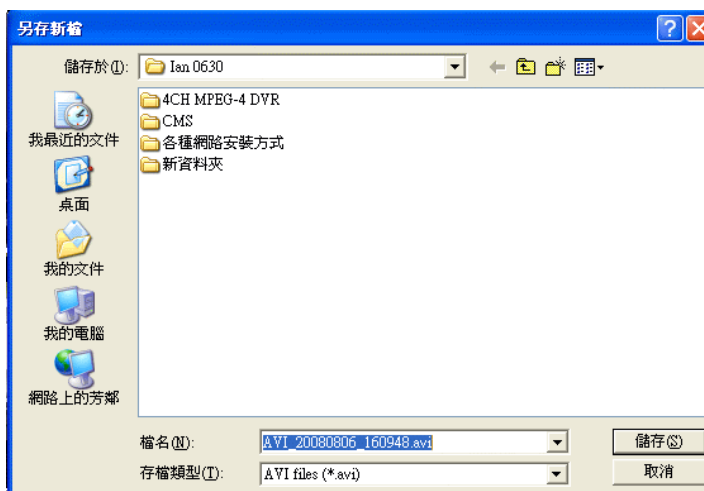 另存新檔
儲存於(I): Ian 0630
4CH MPEG-4 DVR
CMS
各種網路安裝方式
新資料夾
我最近的文件
桌面
我的文件
我的電腦
網路上的芳鄰
檔名(N): AVI_20080806_160948.avi 儲存(S)
存檔類型(T): AVI files (*.avi) 取消